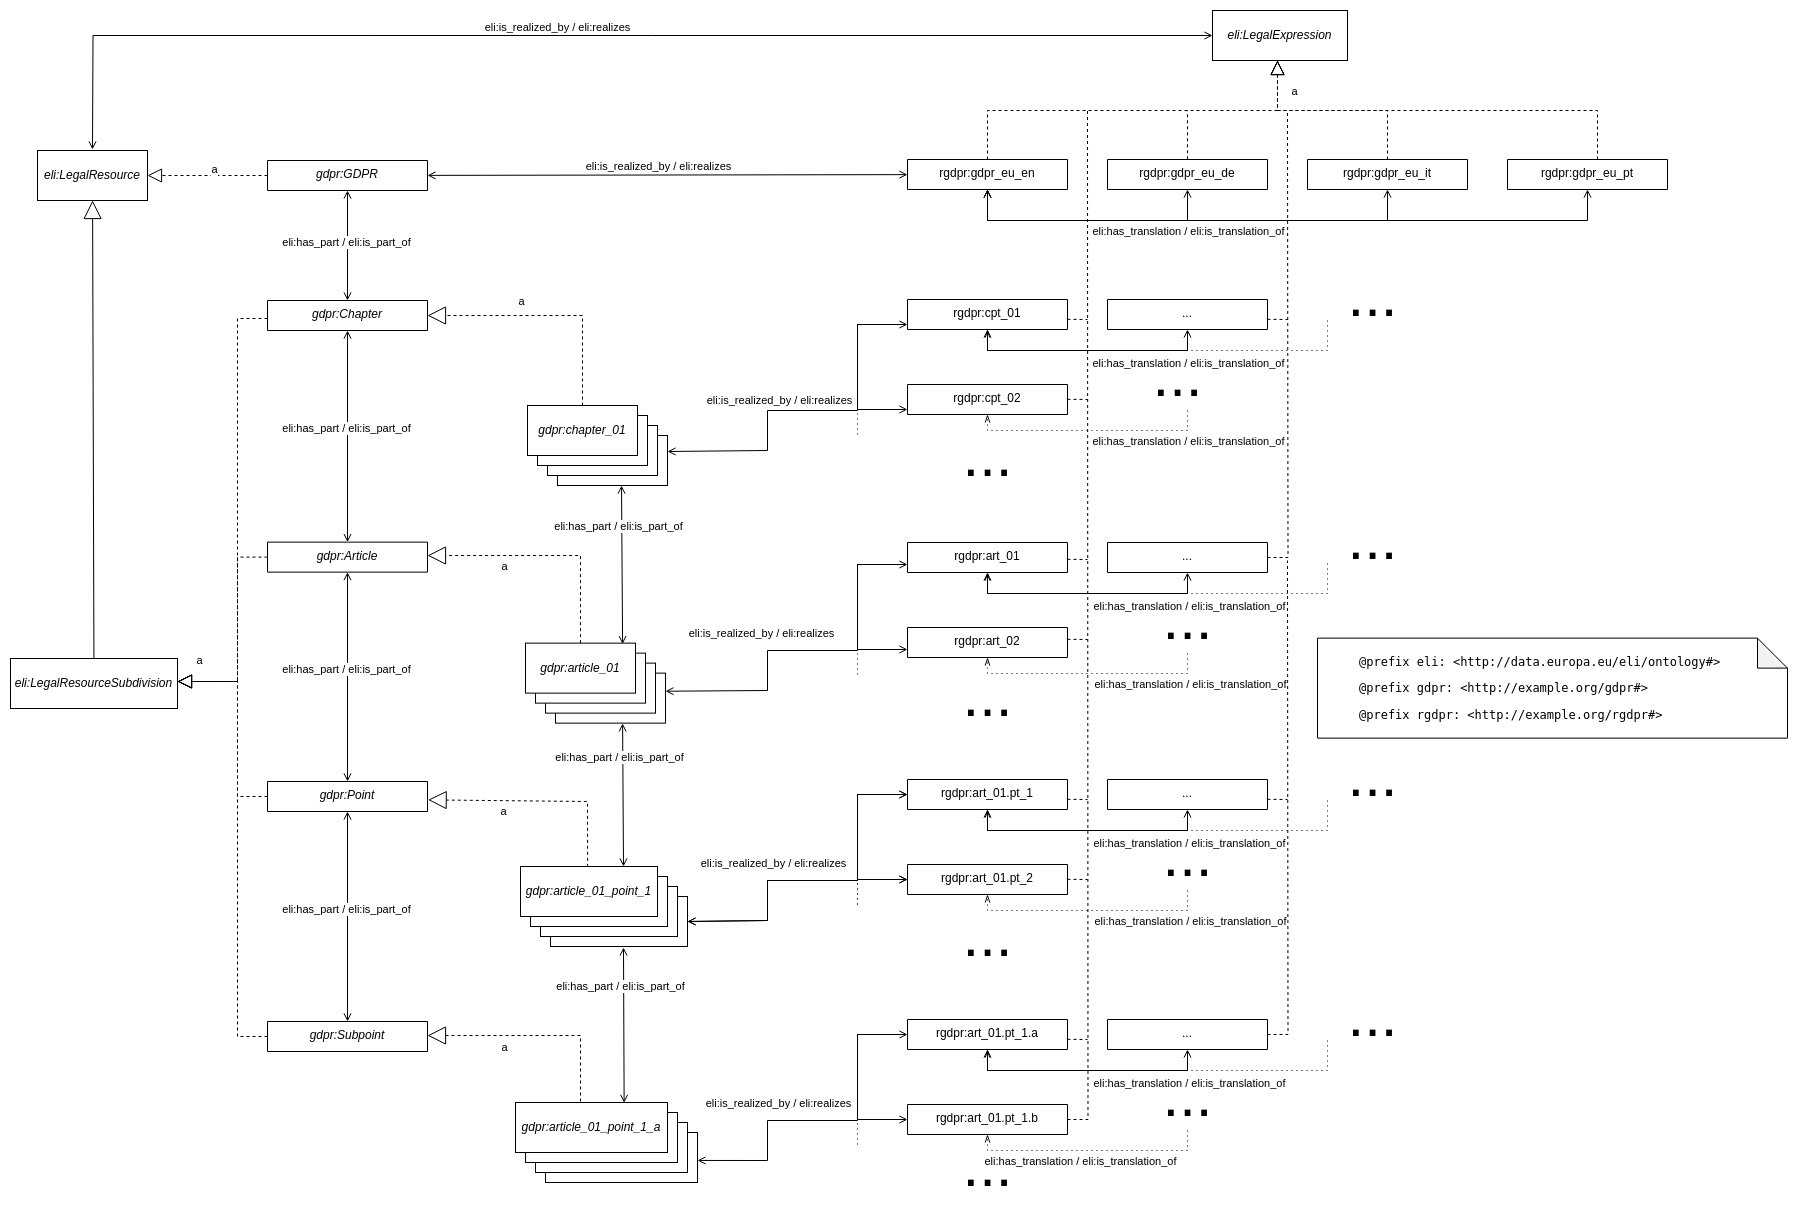 eli:is_realized_by / eli:realizes
eli:LegalExpression
a
eli:LegalResource
a
gdpr:GDPR
eli:is_realized_by / eli:realizes
rgdpr:gdpr_eu_en
rgdpr:gdpr_eu_de
rgdpr:gdpr_eu_it
rgdpr:gdpr_eu_pt
eli:has_translation / eli:is_translation_of
eli:has_part / eli:is_part_of
gdpr:Chapter
a
rgdpr:cpt_01
...
...
eli:has_translation / eli:is_translation_of
eli:is_realized_by / eli:realizes
rgdpr:cpt_02
...
eli:has_part / eli:is_part_of
gdpr:chapter_01
eli:has_translation / eli:is_translation_of
...
eli:has_part / eli:is_part_of
gdpr:Article
a
rgdpr:art_01
...
...
eli:has_translation / eli:is_translation_of
eli:is_realized_by / eli:realizes
rgdpr:art_02
...
a
eli:LegalResourceSubdivision
eli:has_part / eli:is_part_of
gdpr:article_01
eli:has_translation / eli:is_translation_of
...
@prefix eli: <http://data.europa.eu/eli/ontology#>
@prefix gdpr: <http://example.org/gdpr#>
@prefix rgdpr: <http://example.org/rgdpr#>
eli:has_part / eli:is_part_of
gdpr:Point
a
rgdpr:art_01.pt_1
...
...
eli:has_translation / eli:is_translation_of
eli:is_realized_by / eli:realizes
rgdpr:art_01.pt_2
...
gdpr:article_01_point_1
eli:has_part / eli:is_part_of
eli:has_translation / eli:is_translation_of
...
eli:has_part / eli:is_part_of
gdpr:Subpoint
a
rgdpr:art_01.pt_1.a
...
...
eli:has_translation / eli:is_translation_of
eli:is_realized_by / eli:realizes
rgdpr:art_01.pt_1.b
...
gdpr:article_01_point_1_a
eli:has_translation / eli:is_translation_of
...